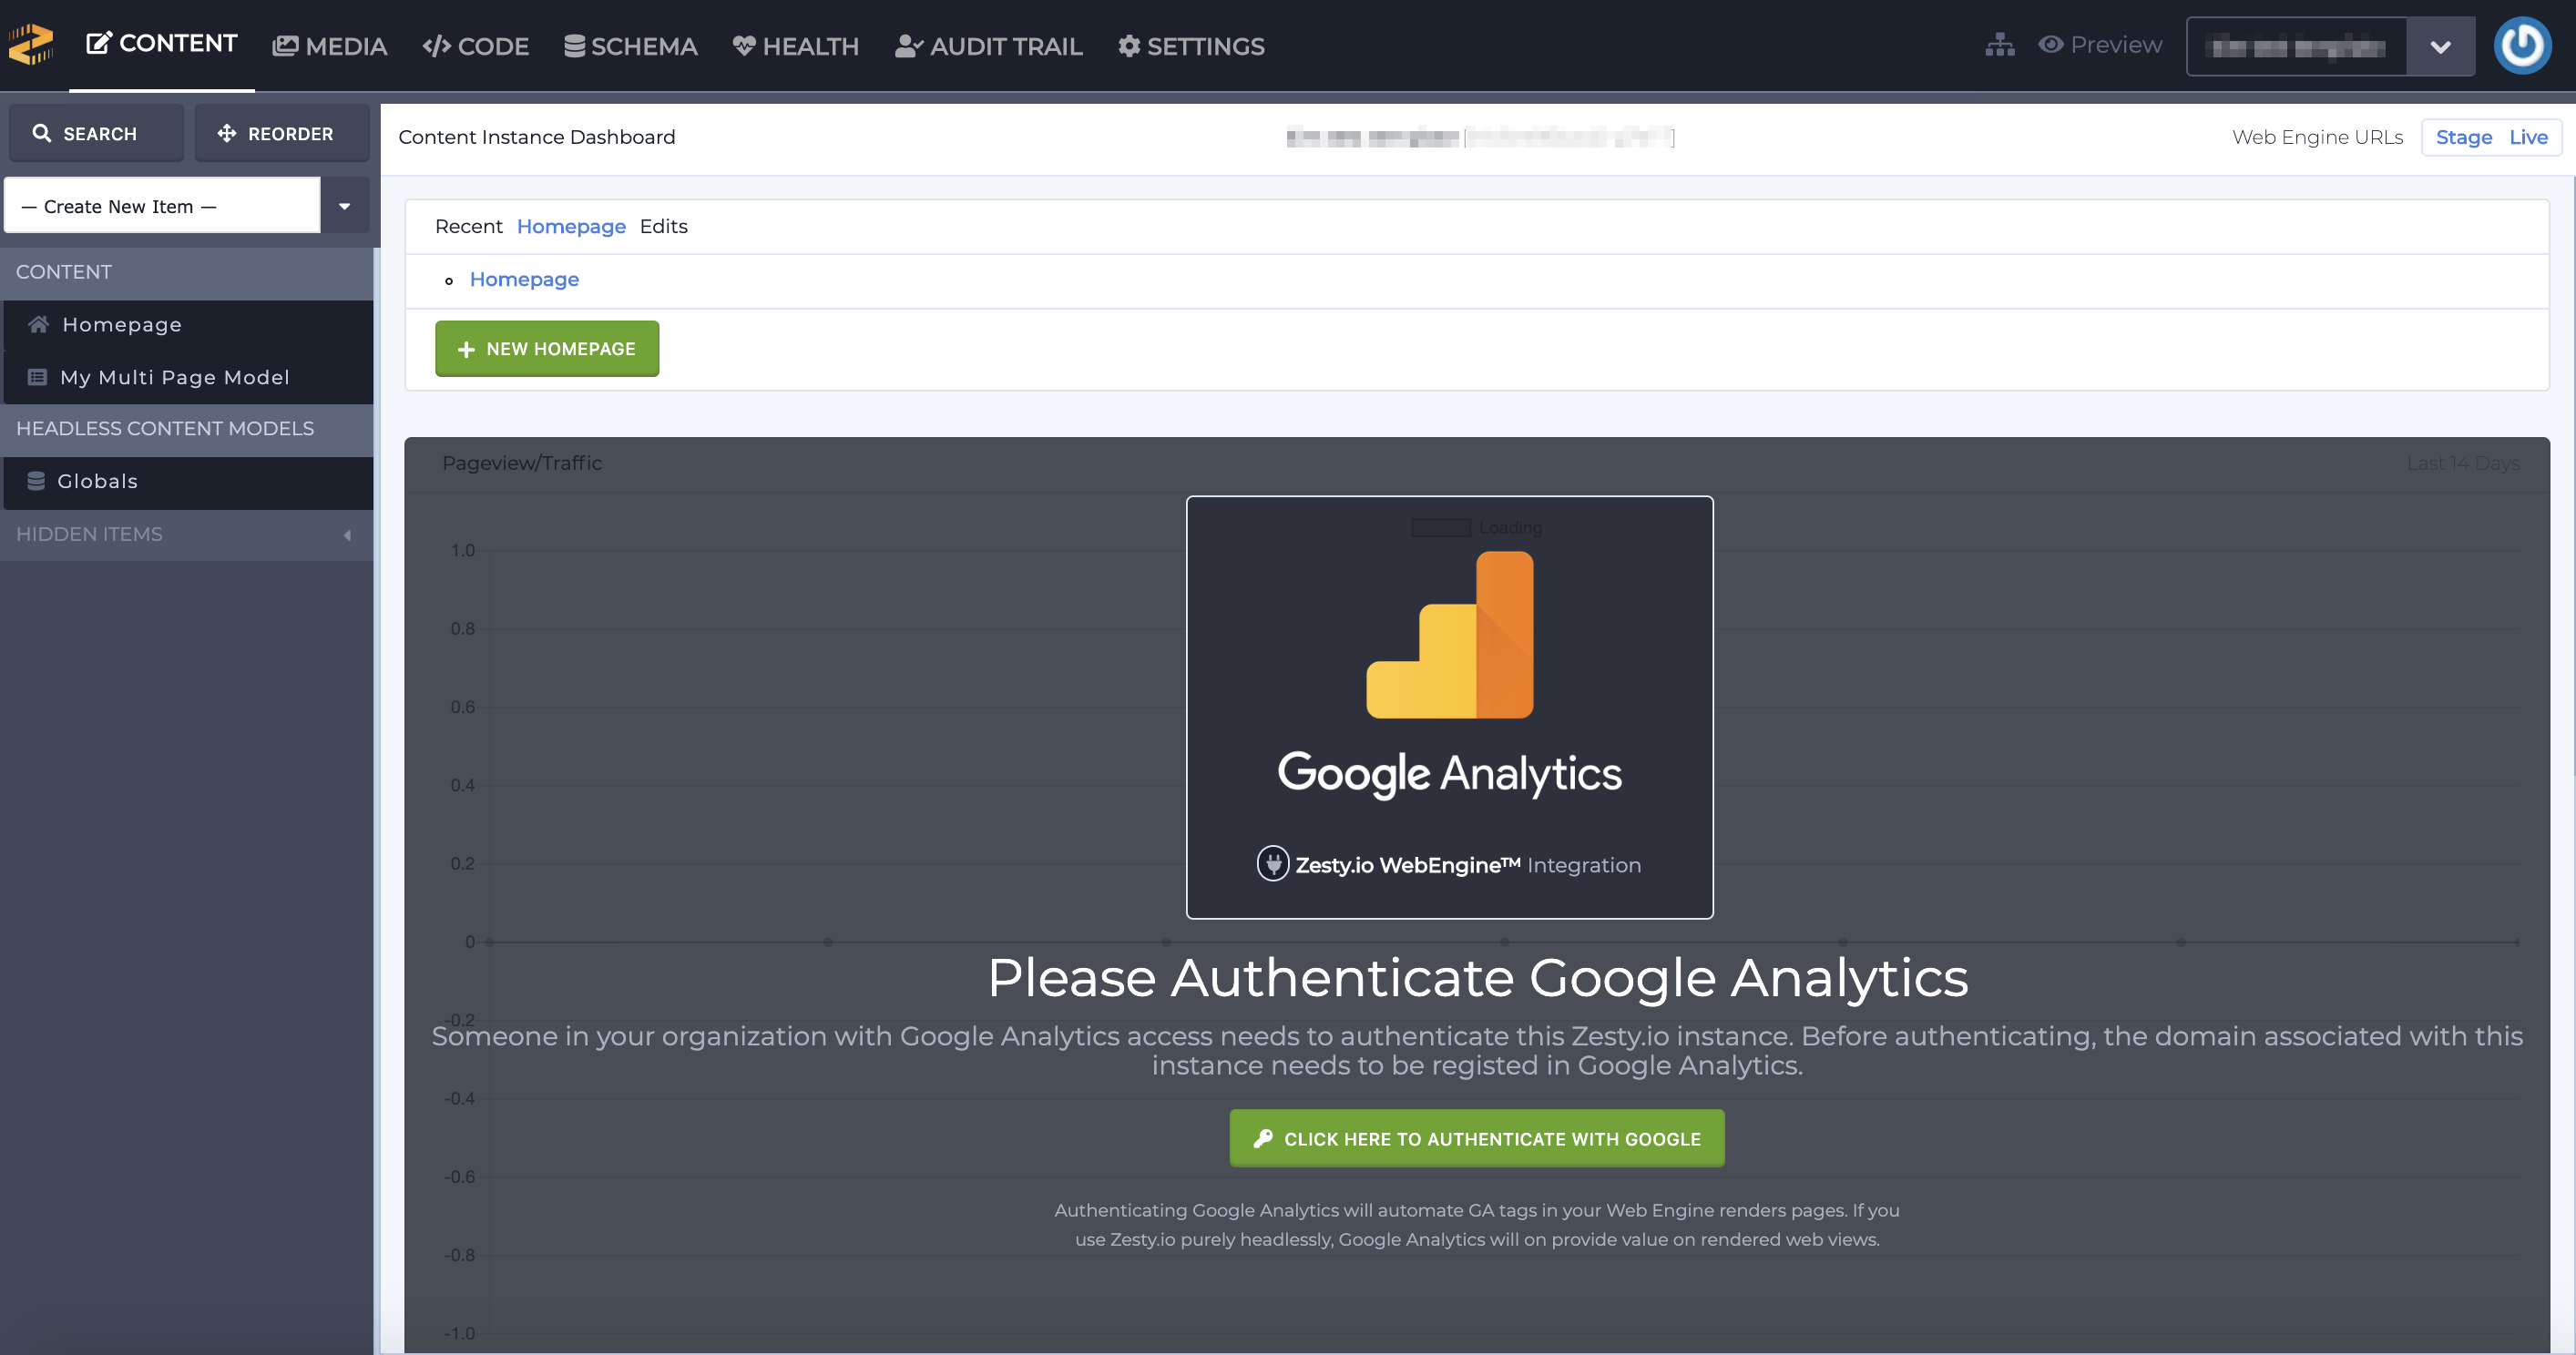 CONTENT MEDIA </> CODE SCHEMA HEALTH AUDIT TRAIL SETTINGS Preview
SEARCH REORDER
— Create New Item —
CONTENT
Homepage
My Multi Page Model
HEADLESS CONTENT MODELS
Globals
HIDDEN ITEMS
Content Instance Dashboard
Web Engine URLs Stage Live
Recent Homepage Edits
Homepage
+ NEW HOMEPAGE
Pageview/Traffic
Last 14 Days
Loading
1.0
0.8
0.6
0.4
0.2
0
-0.2
-0.4
-0.6
-0.8
-1.0
Google Analytics
Zesty.io WebEngine™ Integration
Please Authenticate Google Analytics
Someone in your organization with Google Analytics access needs to authenticate this Zesty.io instance. Before authenticating, the domain associated with this
instance needs to be registed in Google Analytics.
CLICK HERE TO AUTHENTICATE WITH GOOGLE
Authenticating Google Analytics will automate GA tags in your Web Engine renders pages. If you
use Zesty.io purely headlessly, Google Analytics will on provide value on rendered web views.